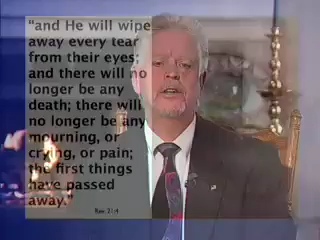 "and He will wipe
away every tear
from their eyes;
and there will no
longer be any
death; there will
no longer be any
mourning, or
crying, or pain;
the first things
have passed
away."
Rev. 21:4